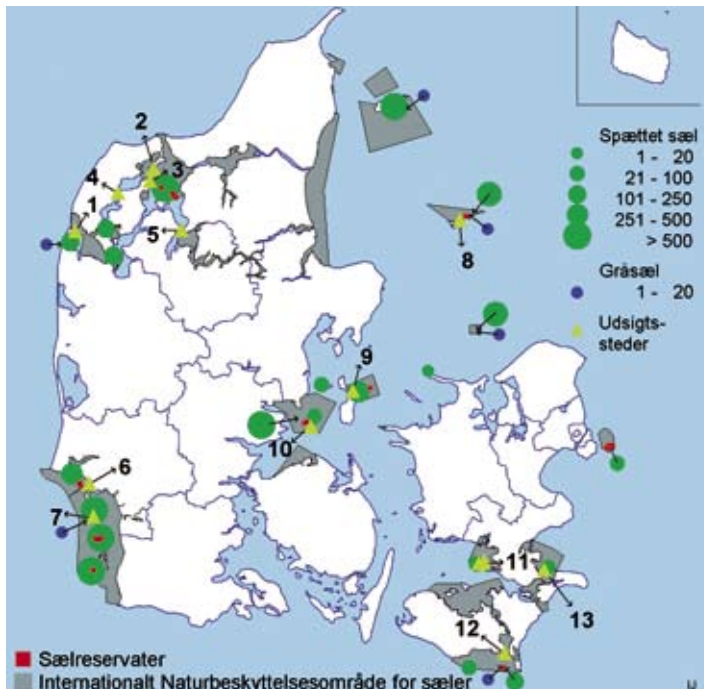 Spættet sæl
1 - 20
21 - 100
101 - 250
251 - 500
> 500
Gråsæl
1 - 20
Udsigts-
steder
2
3
4
1
5
8
9
10
6
7
11
13
12
Sælreservater
Internationalt Naturbeskyttelsesområde for sæler